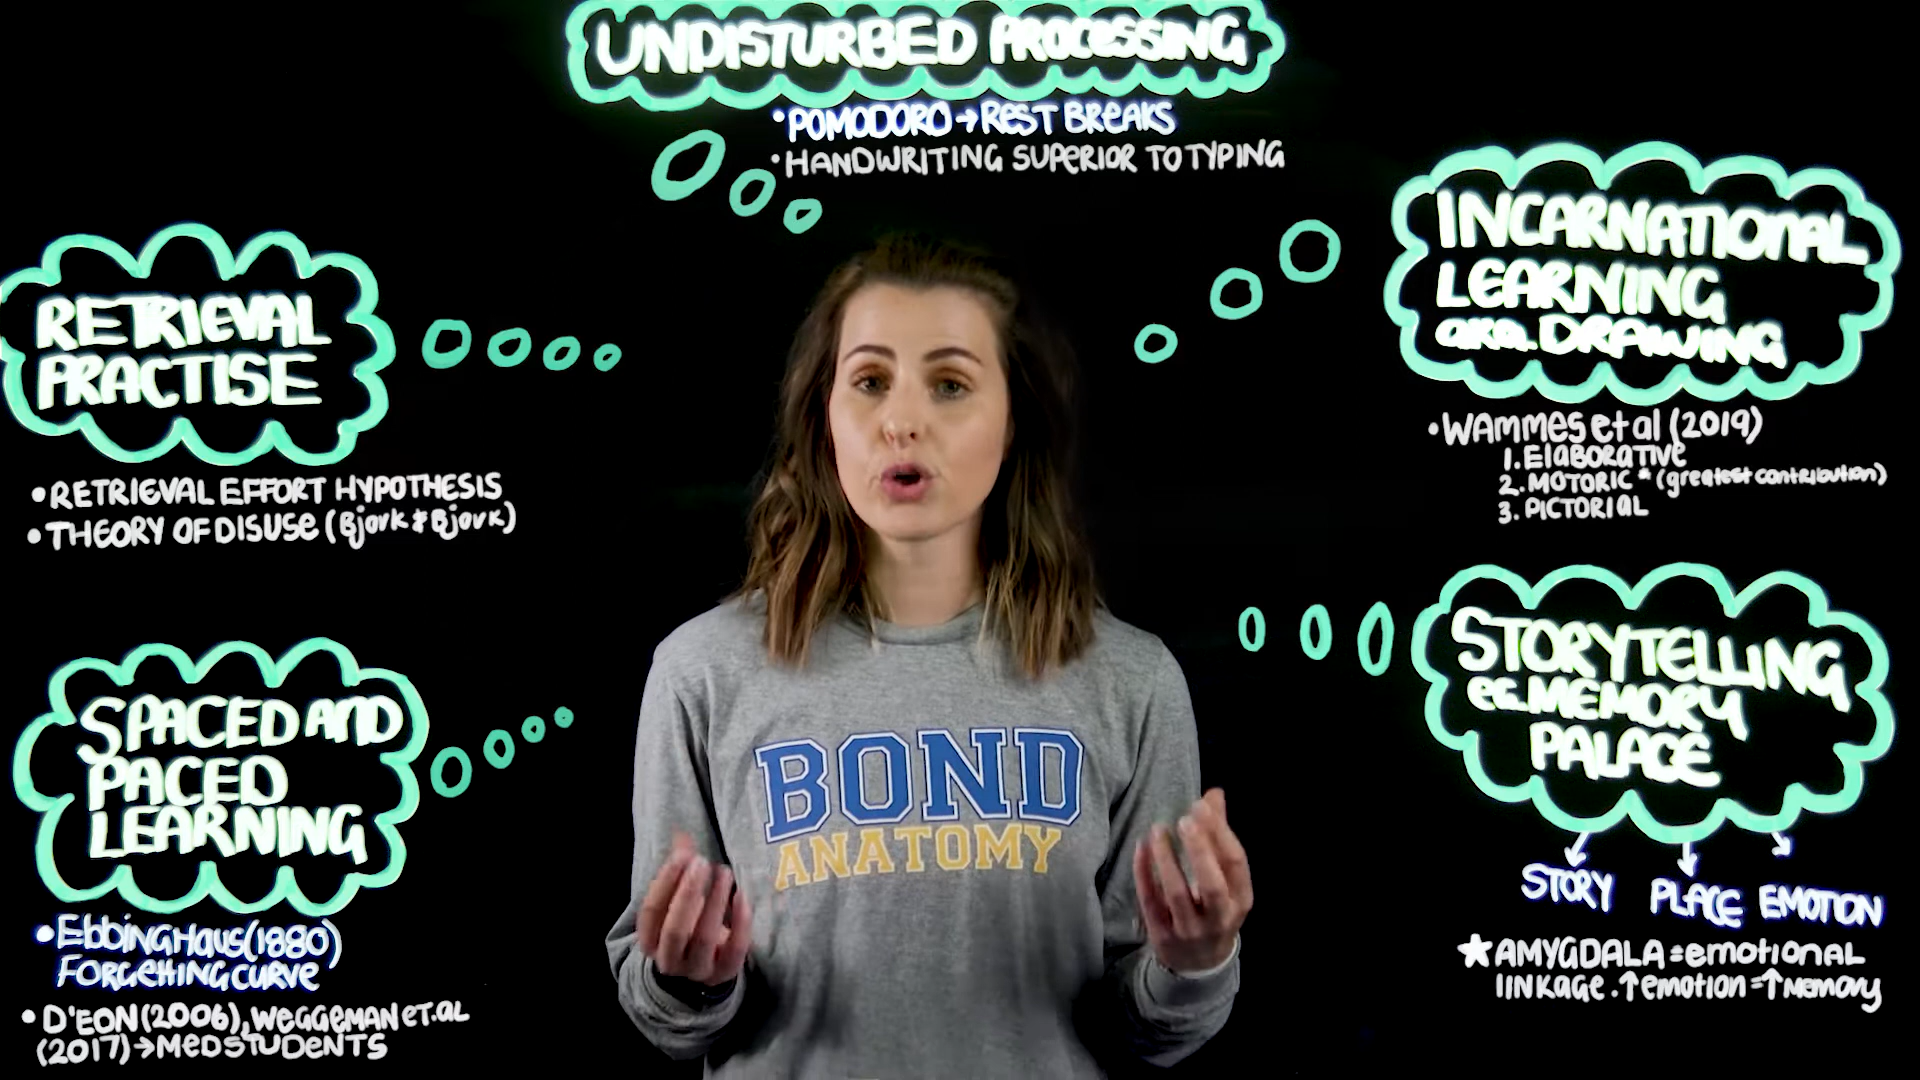 UNDISTURBED PROCESSING
• POMODORO → REST BREAKS
• HANDWRITING SUPERIOR TO TYPING
RETRIEVAL
PRACTISE
• RETRIEVAL EFFORT HYPOTHESIS
• THEORY OF DISUSE (Bjork & Bjork)
SPACED AND
PACED
LEARNING
• Ebbinghaus (1880)
FORGETTING CURVE
• D'EON (2006), WEGGEMAN et.al
(2017) → MED STUDENTS
INCARNATIONAL
LEARNING
aka. DRAWING
• WAMMES et al (2019)
1. ELABORATIVE
2. MOTORIC * (greatest contribution)
3. PICTORIAL
STORYTELLING
eg. MEMORY
PALACE
STORY PLACE EMOTION
★ AMYGDALA = emotional
linkage. ↑ emotion = ↑ memory
BOND
ANATOMY